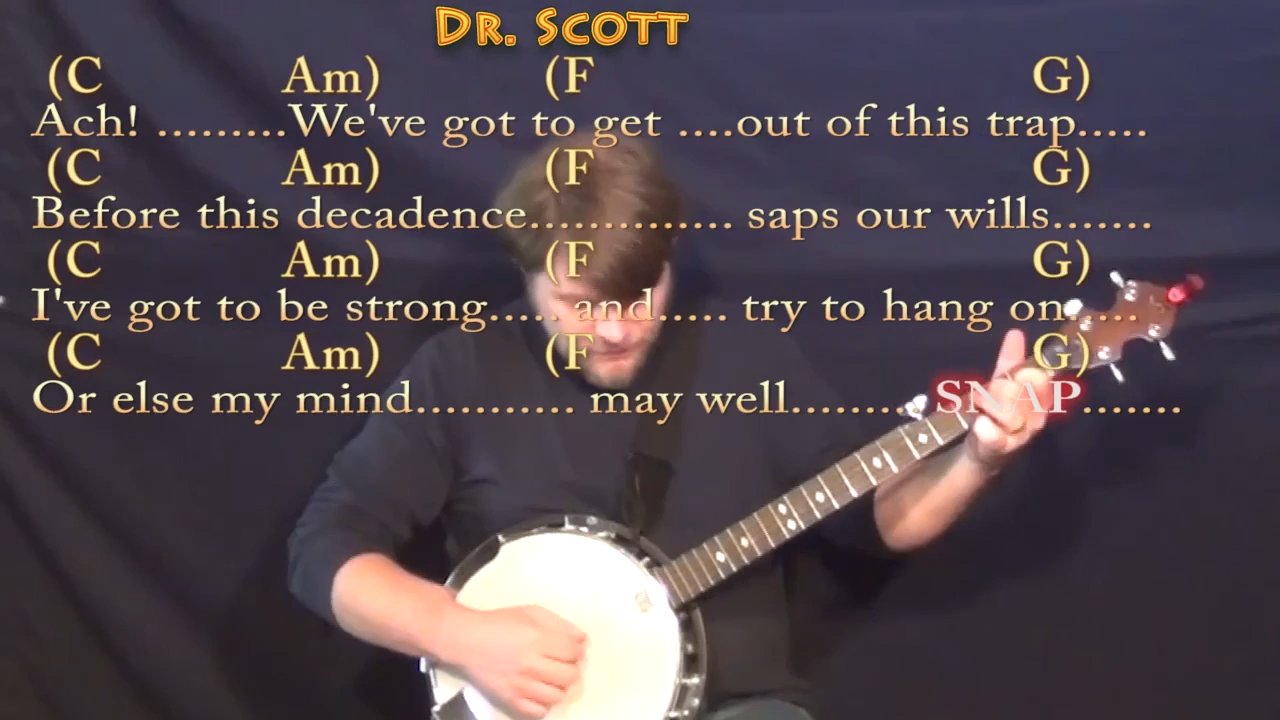 Dr. Scott
(C Am) (F G)
Ach! .........We've got to get ....out of this trap.....
(C Am) (F G)
Before this decadence.............. saps our wills.......
(C Am) (F G)
I've got to be strong..... and..... try to hang on.....
(C Am) (F G)
Or else my mind........... may well......... SNAP.......